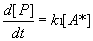 d[P]/dt = k₁[A*]